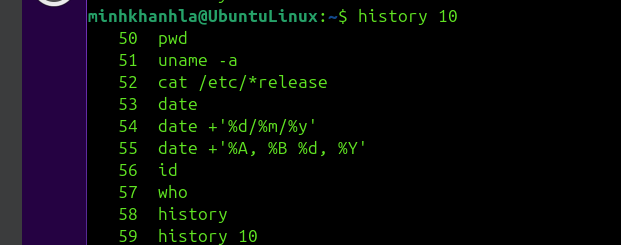 minhkhanhla@UbuntuLinux:~$ history 10
50 pwd
51 uname -a
52 cat /etc/*release
53 date
54 date +'%d/%m/%y'
55 date +'%A, %B %d, %Y'
56 id
57 who
58 history
59 history 10